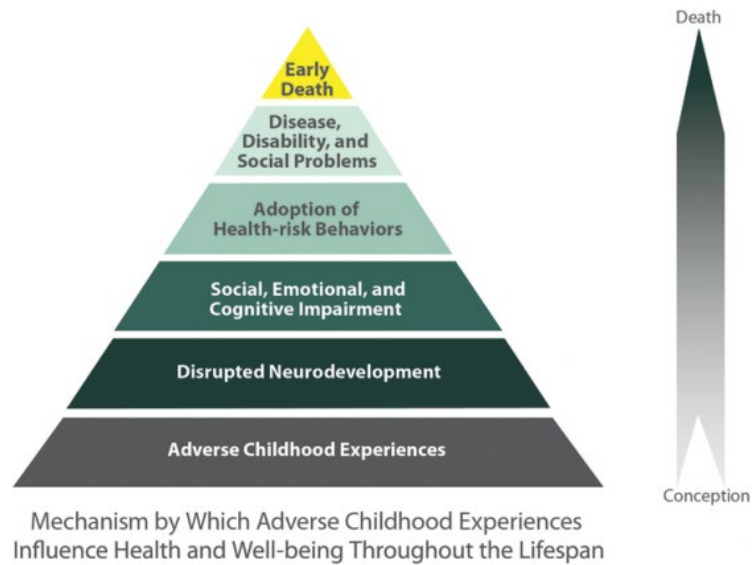 Death
Early
Death
Disease,
Disability, and
Social Problems
Adoption of
Health-risk Behaviors
Social, Emotional, and
Cognitive Impairment
Disrupted Neurodevelopment
Adverse Childhood Experiences
Conception
Mechanism by Which Adverse Childhood Experiences
Influence Health and Well-being Throughout the Lifespan